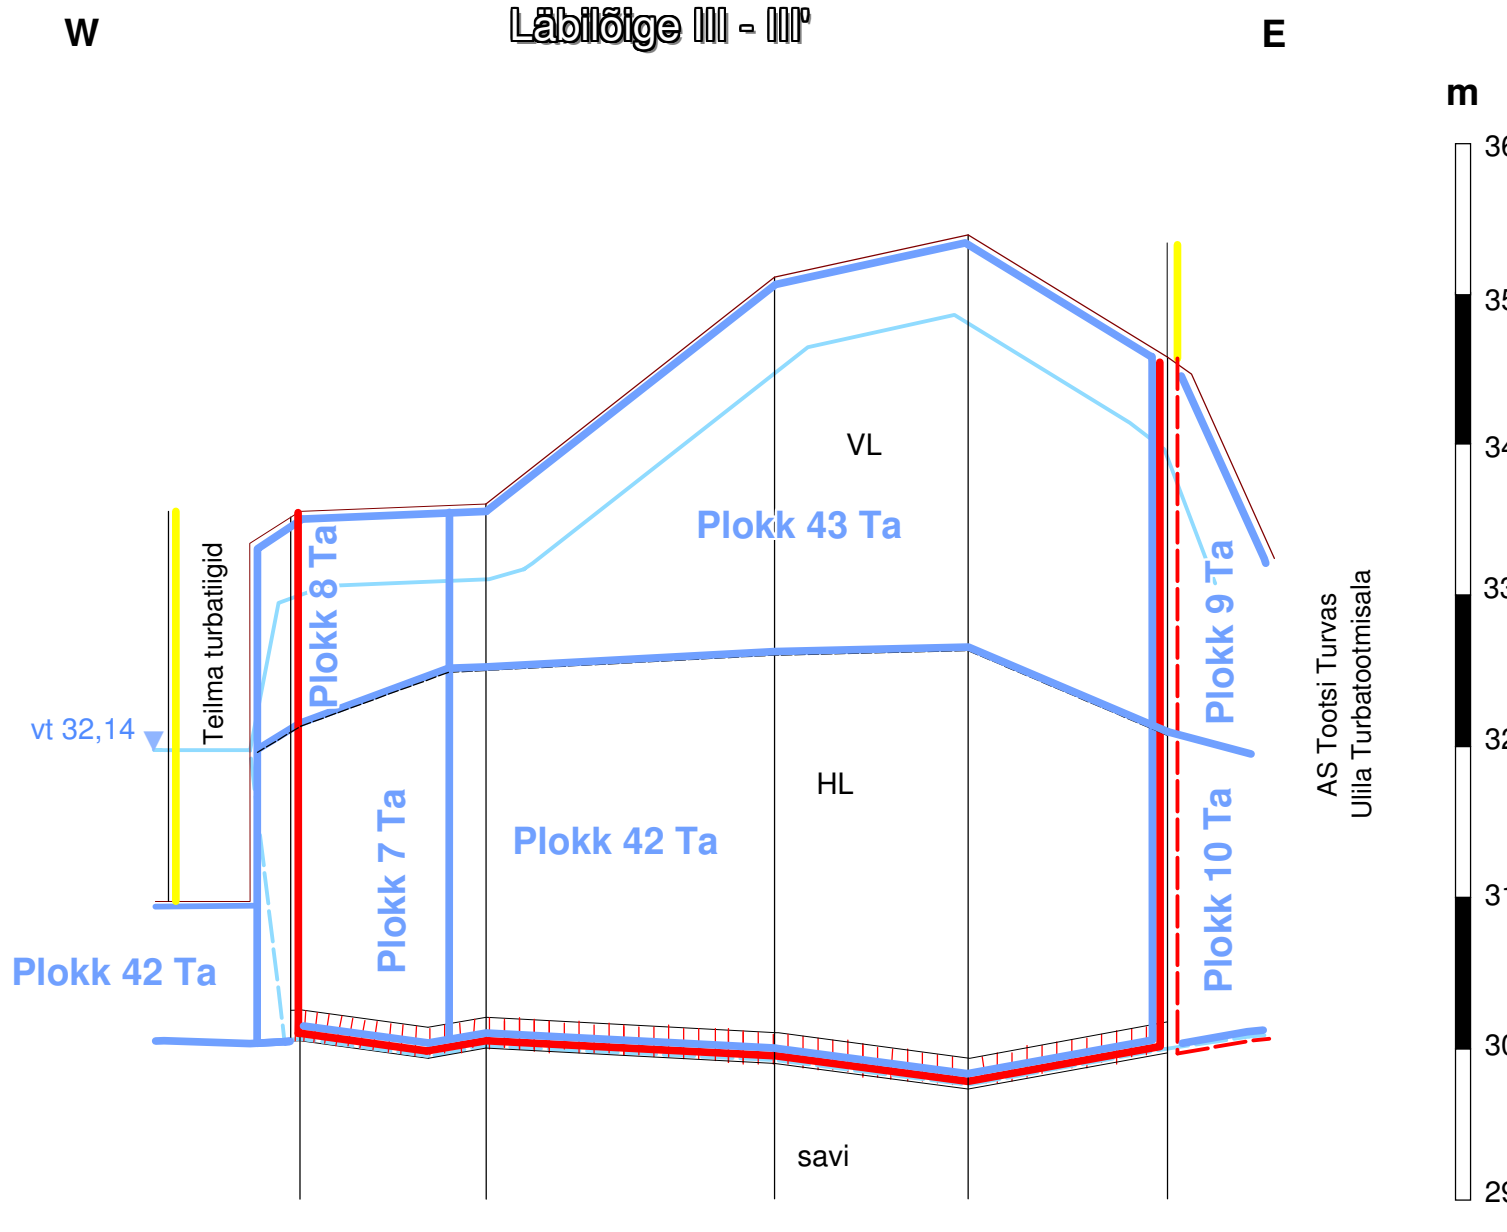 Läbilõige III - III'
W
E
m
36
35
34
33
32
31
30
29
VL
Plokk 43 Ta
Plokk 8 Ta
Teilma turbatiigid
vt 32,14
Plokk 9 Ta
AS Tootsi Turvas
Ulila Turbatootmisala
HL
Plokk 7 Ta
Plokk 42 Ta
Plokk 10 Ta
Plokk 42 Ta
savi